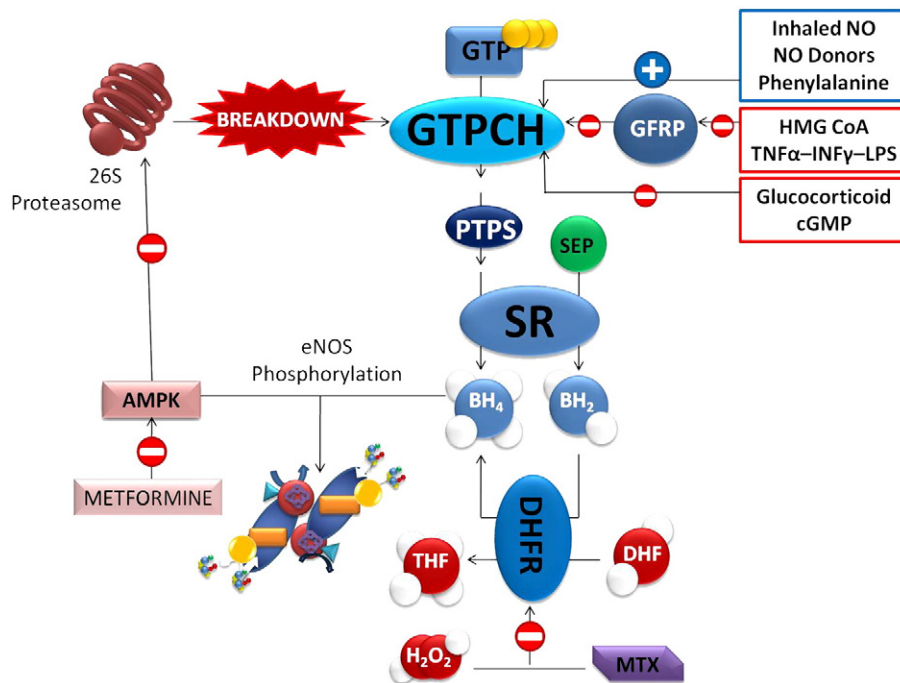 GTP
Inhaled NO
NO Donors
Phenylalanine
BREAKDOWN
GTPCH
GFRP
HMG CoA
TNFα–INFγ–LPS
26S
Proteasome
Glucocorticoid
cGMP
PTPS
SEP
SR
eNOS
Phosphorylation
AMPK
BH₄
BH₂
METFORMINE
DHFR
THF
DHF
H₂O₂
MTX